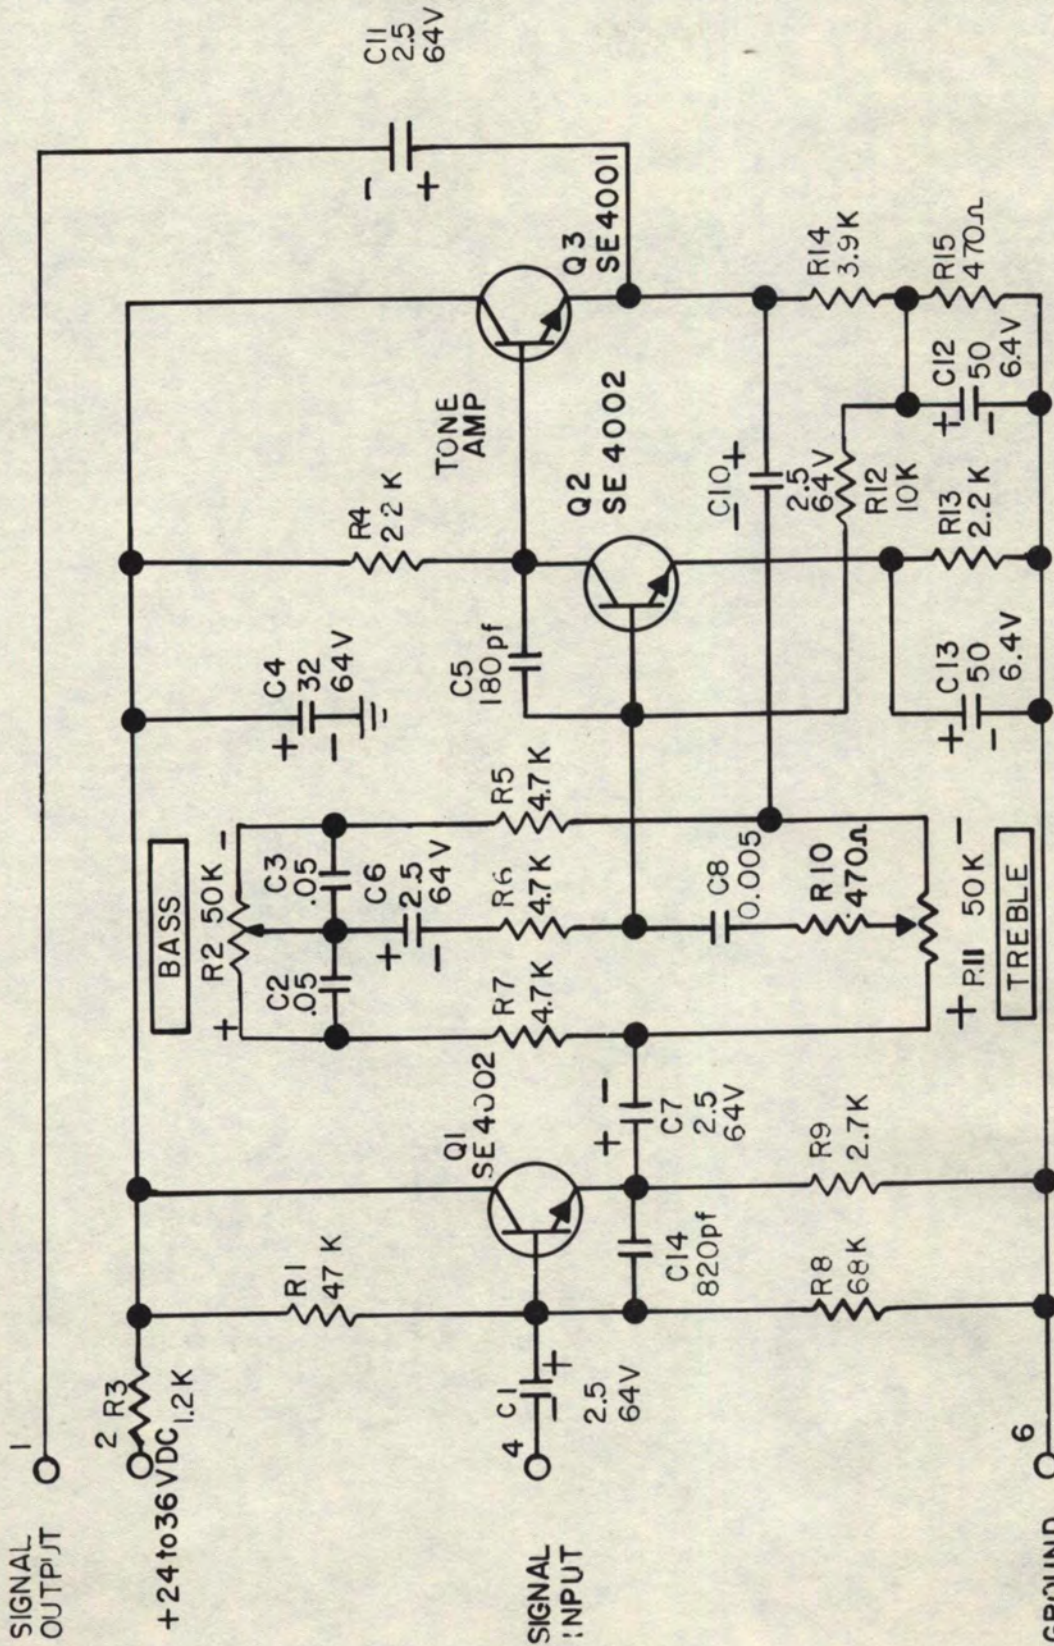 SIGNAL
OUTPUT
1
2
R3
1.2K
+24 to 36 VDC
SIGNAL
INPUT
4
C1
2.5
64V
- +
GROUND
6
R1
47 K
Q1
SE 4002
C14
820pf
R8
68K
R9
2.7K
+ -
C7
2.5
64V
BASS
+ R2 50K -
C2
.05
C3
.05
+ C6
- 2.5
64V
R7
4.7K
R6
4.7K
R5
4.7K
C8
0.005
R10
470Ω
+ R11 50K -
TREBLE
C4
+ 32
- 64V
C5
180pf
R4
22 K
TONE
AMP
Q2
SE 4002
Q3
SE4001
C11
2.5
64V
- +
- C10 +
2.5
64V
R12
10K
C13
+ 50
- 6.4V
R13
2.2K
C12
+ 50
- 6.4V
R14
3.9K
R15
470Ω